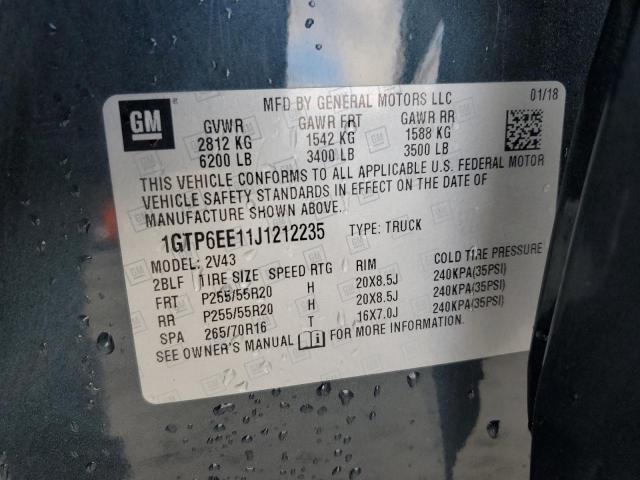 GM
MFD BY GENERAL MOTORS LLC 01/18
GVWR GAWR FRT GAWR RR
2812 KG 1542 KG 1588 KG
6200 LB 3400 LB 3500 LB
THIS VEHICLE CONFORMS TO ALL APPLICABLE U.S. FEDERAL MOTOR
VEHICLE SAFETY STANDARDS IN EFFECT ON THE DATE OF
MANUFACTURE SHOWN ABOVE.
1GTP6EE11J1212235 TYPE: TRUCK
MODEL: 2V43
2BLF TIRE SIZE SPEED RTG RIM COLD TIRE PRESSURE
FRT P255/55R20 H 20X8.5J 240KPA(35PSI)
RR P255/55R20 H 20X8.5J 240KPA(35PSI)
SPA 265/70R16 T 16X7.0J 240KPA(35PSI)
SEE OWNER'S MANUAL FOR MORE INFORMATION.